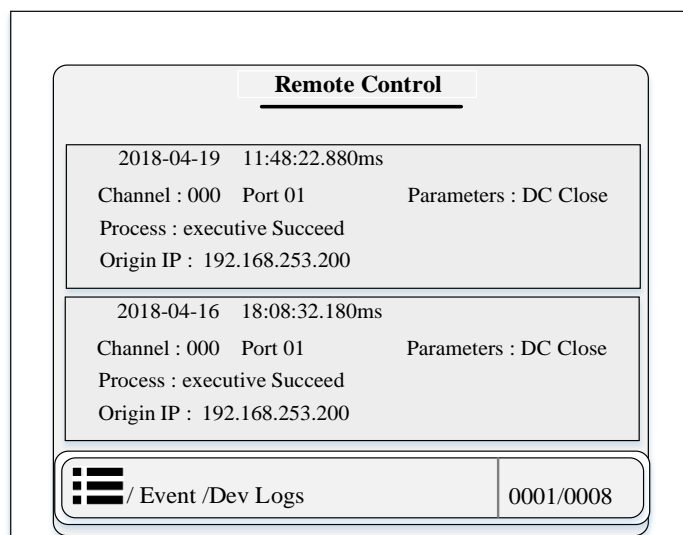 Remote Control
2018-04-19 11:48:22.880ms
Channel : 000 Port 01 Parameters : DC Close
Process : executive Succeed
Origin IP : 192.168.253.200
2018-04-16 18:08:32.180ms
Channel : 000 Port 01 Parameters : DC Close
Process : executive Succeed
Origin IP : 192.168.253.200
/ Event /Dev Logs 0001/0008